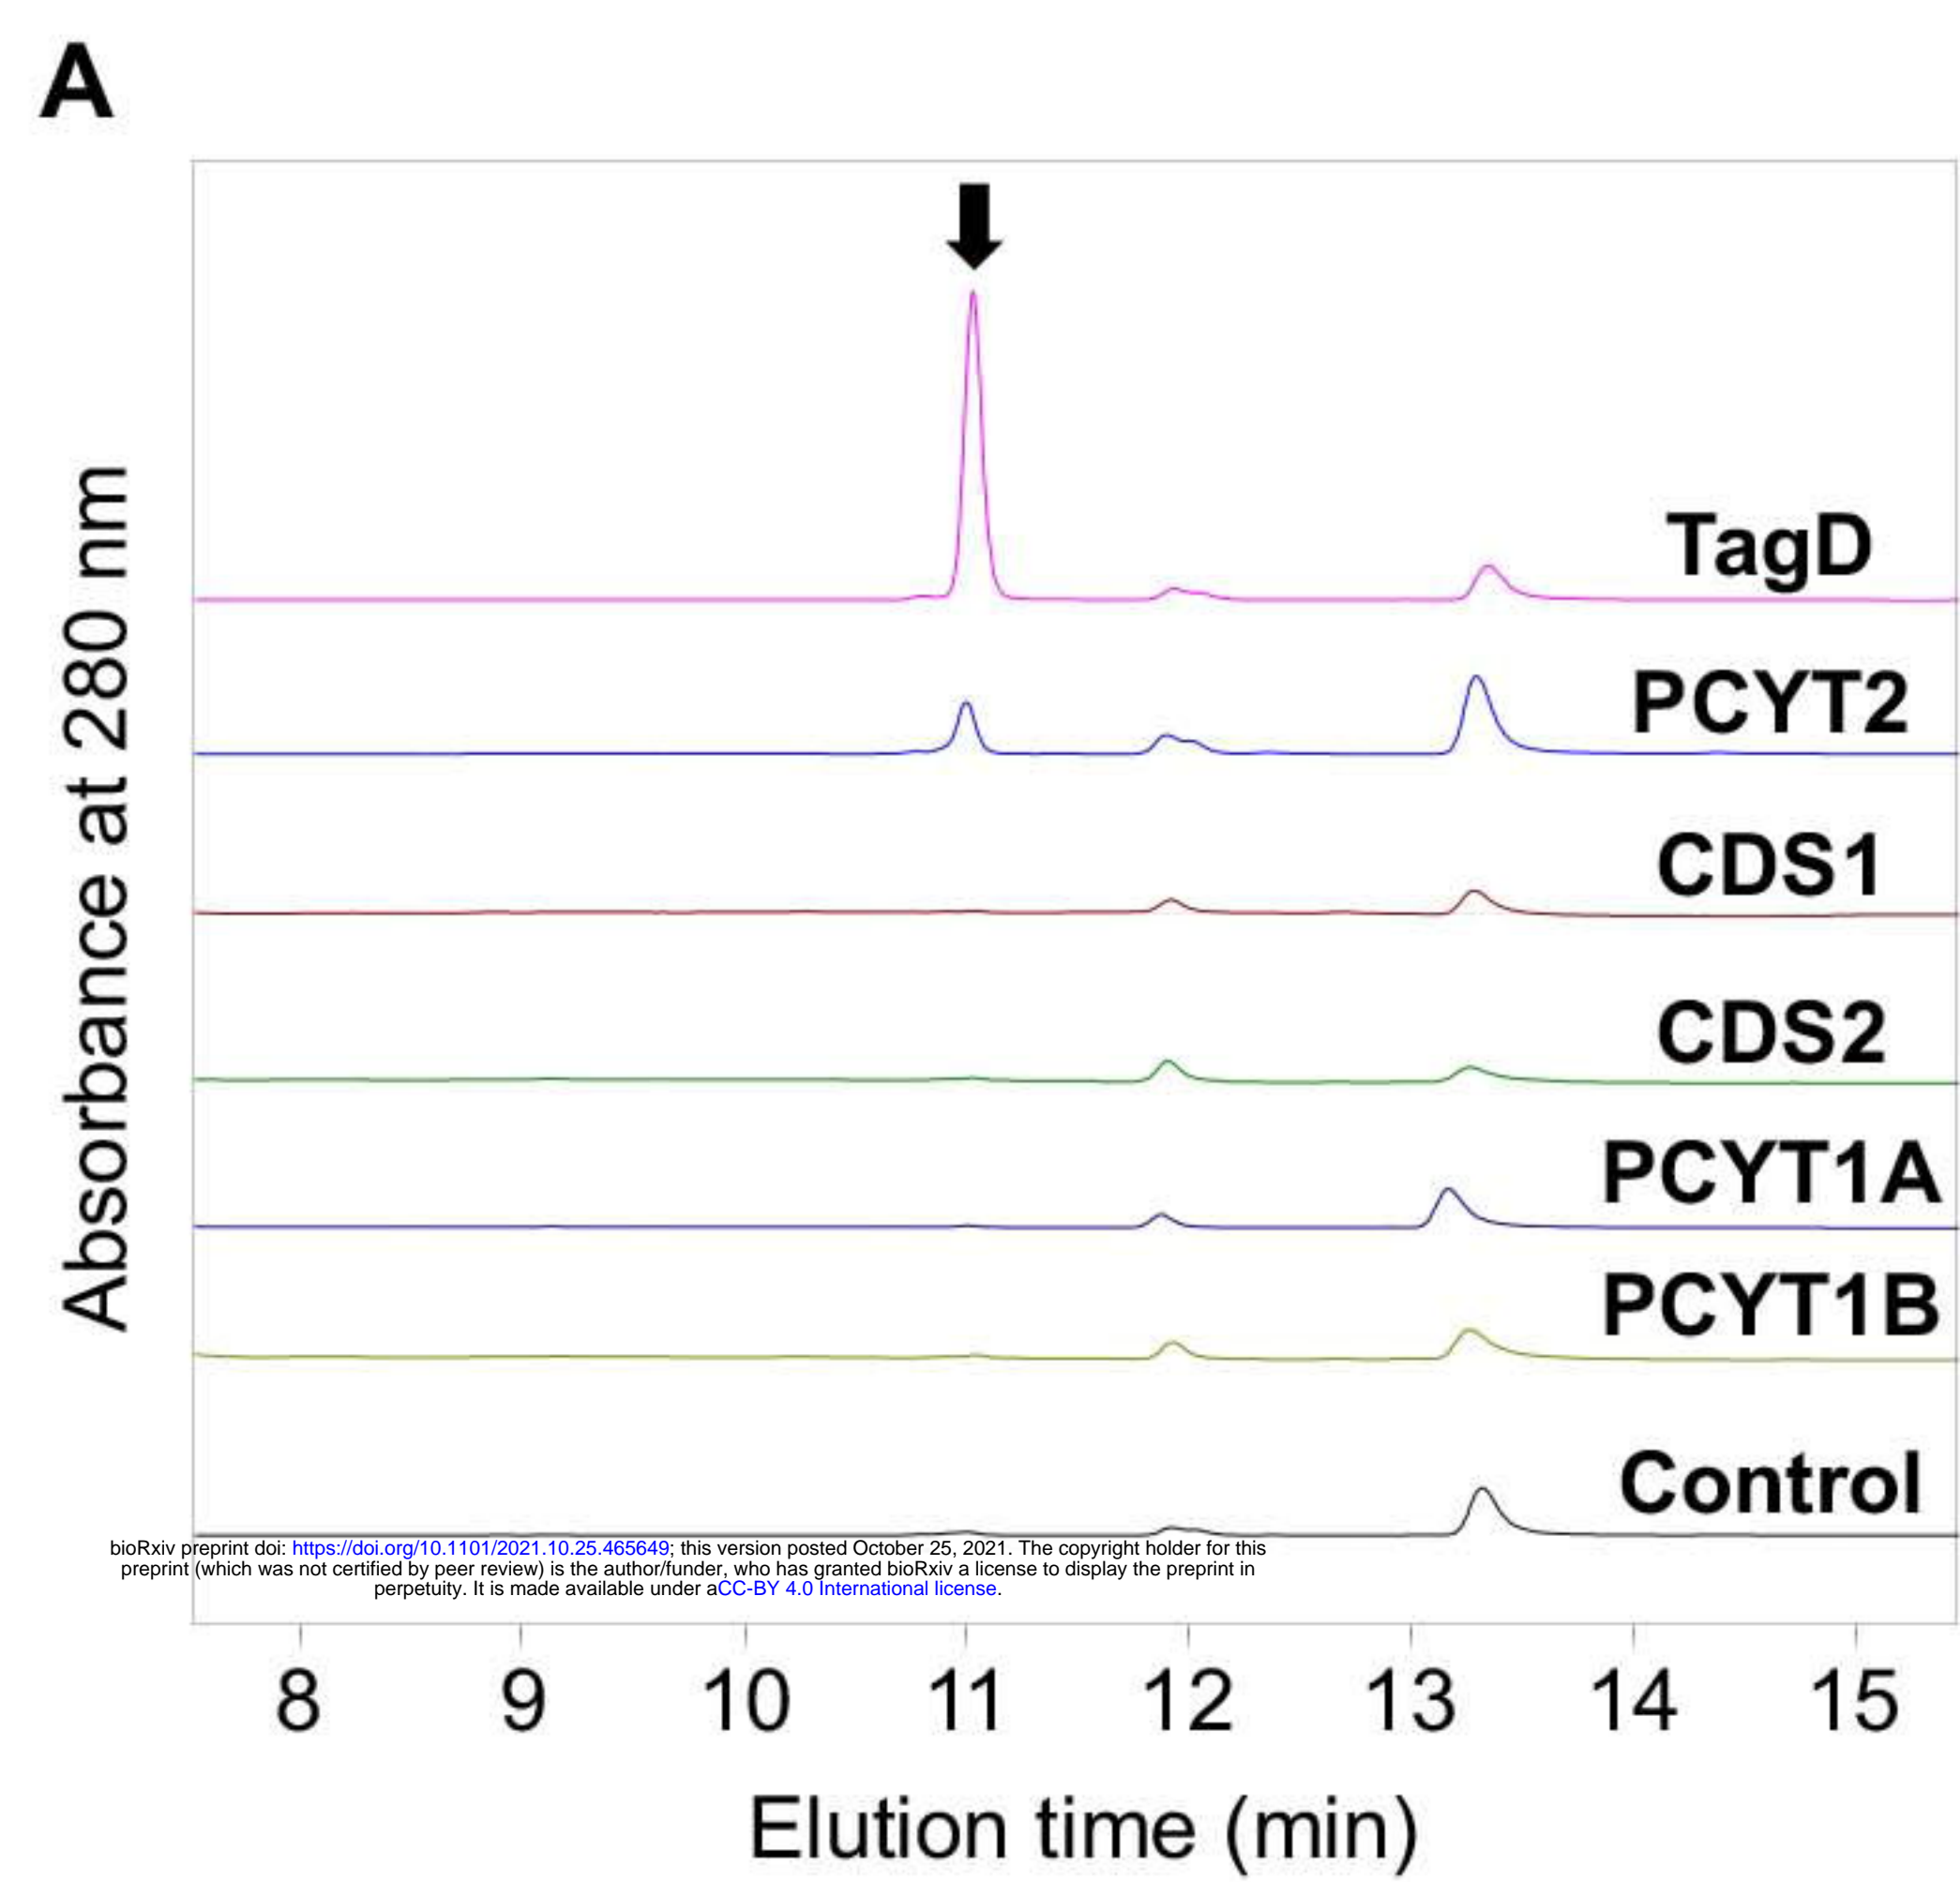 A
Absorbance at 280 nm
TagD
PCYT2
CDS1
CDS2
PCYT1A
PCYT1B
Control
bioRxiv preprint doi: https://doi.org/10.1101/2021.10.25.465649; this version posted October 25, 2021. The copyright holder for this
preprint (which was not certified by peer review) is the author/funder, who has granted bioRxiv a license to display the preprint in
perpetuity. It is made available under aCC-BY 4.0 International license.
8 9 10 11 12 13 14 15
Elution time (min)